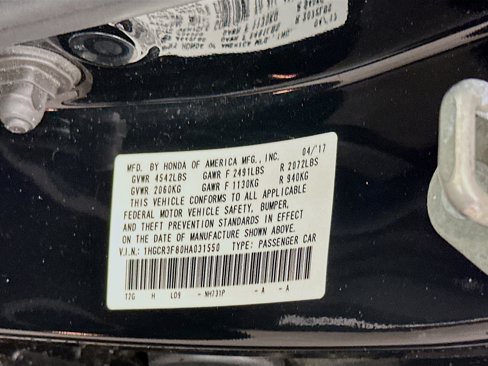 MFD. BY HONDA OF AMERICA MFG., INC. 04/17
GVWR 4542LBS GAWR F 2491LBS R 2072LBS
GVWR 2060KG GAWR F 1130KG R 940KG
THIS VEHICLE CONFORMS TO ALL APPLICABLE
FEDERAL MOTOR VEHICLE SAFETY, BUMPER,
AND THEFT PREVENTION STANDARDS IN EFFECT
ON THE DATE OF MANUFACTURE SHOWN ABOVE.
V.I.N.: 1HGCR3F80HA031550 TYPE: PASSENGER CAR
T2G H LO9 - NH731P - A - A